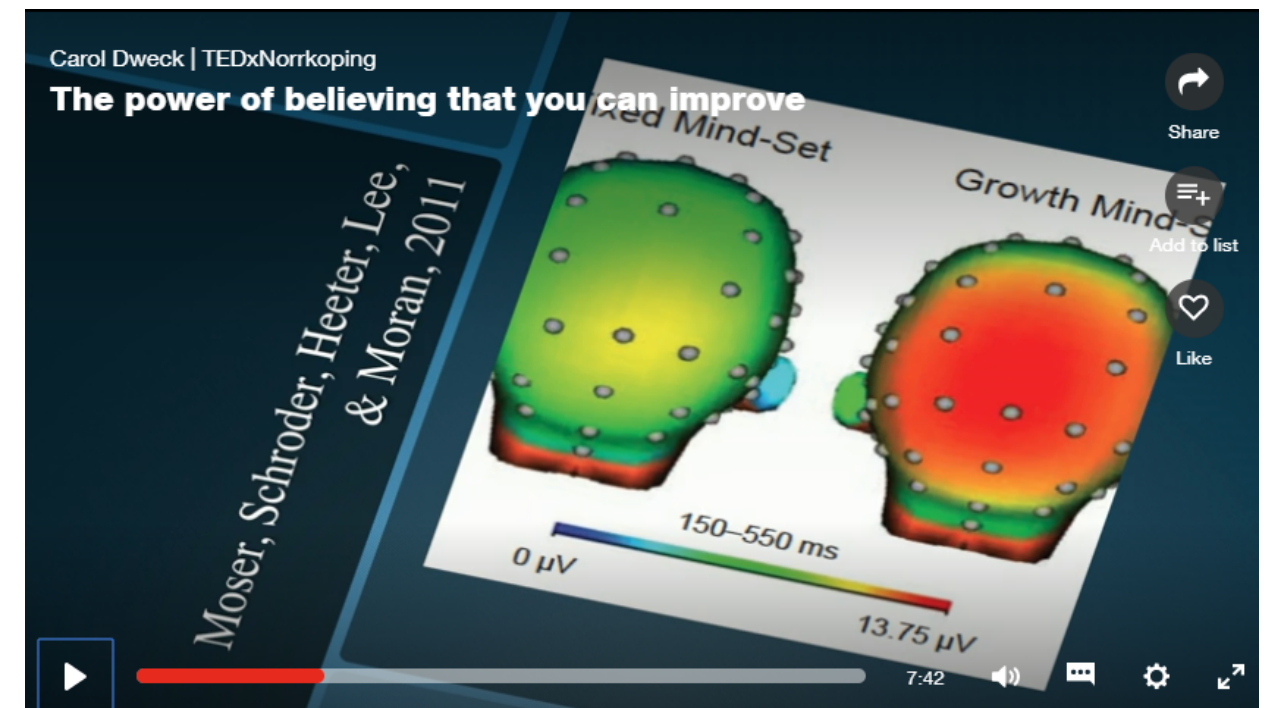 Carol Dweck | TEDxNorrkoping
The power of believing that you can improve
Share
Add to list
Like
Moser, Schroder, Heeter, Lee,
& Moran, 2011
ixed Mind-Set
Growth Mind-S
150–550 ms
0 µV
13.75 µV
7:42